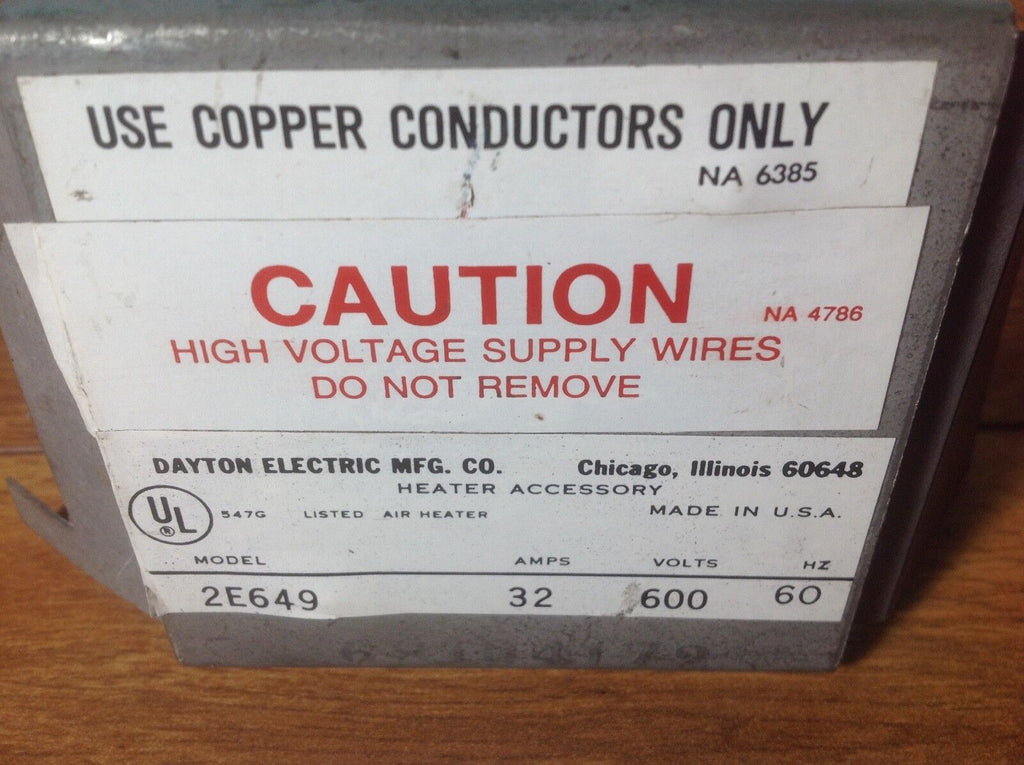 USE COPPER CONDUCTORS ONLY
NA 6385
CAUTION
NA 4786
HIGH VOLTAGE SUPPLY WIRES
DO NOT REMOVE
DAYTON ELECTRIC MFG. CO. Chicago, Illinois 60648
HEATER ACCESSORY
UL ® 547G LISTED AIR HEATER MADE IN U.S.A.
MODEL AMPS VOLTS HZ
2E649 32 600 60